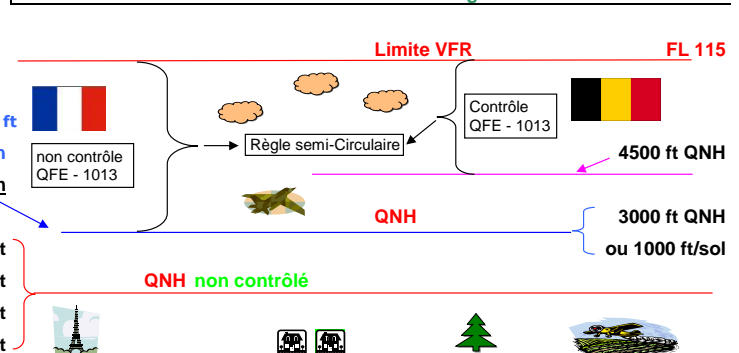 Limite VFR
FL 115
Contrôle
QFE - 1013
ft
Règle semi-Circulaire
non contrôle
QFE - 1013
4500 ft QNH
QNH
3000 ft QNH
ou 1000 ft/sol
QNH non contrôlé